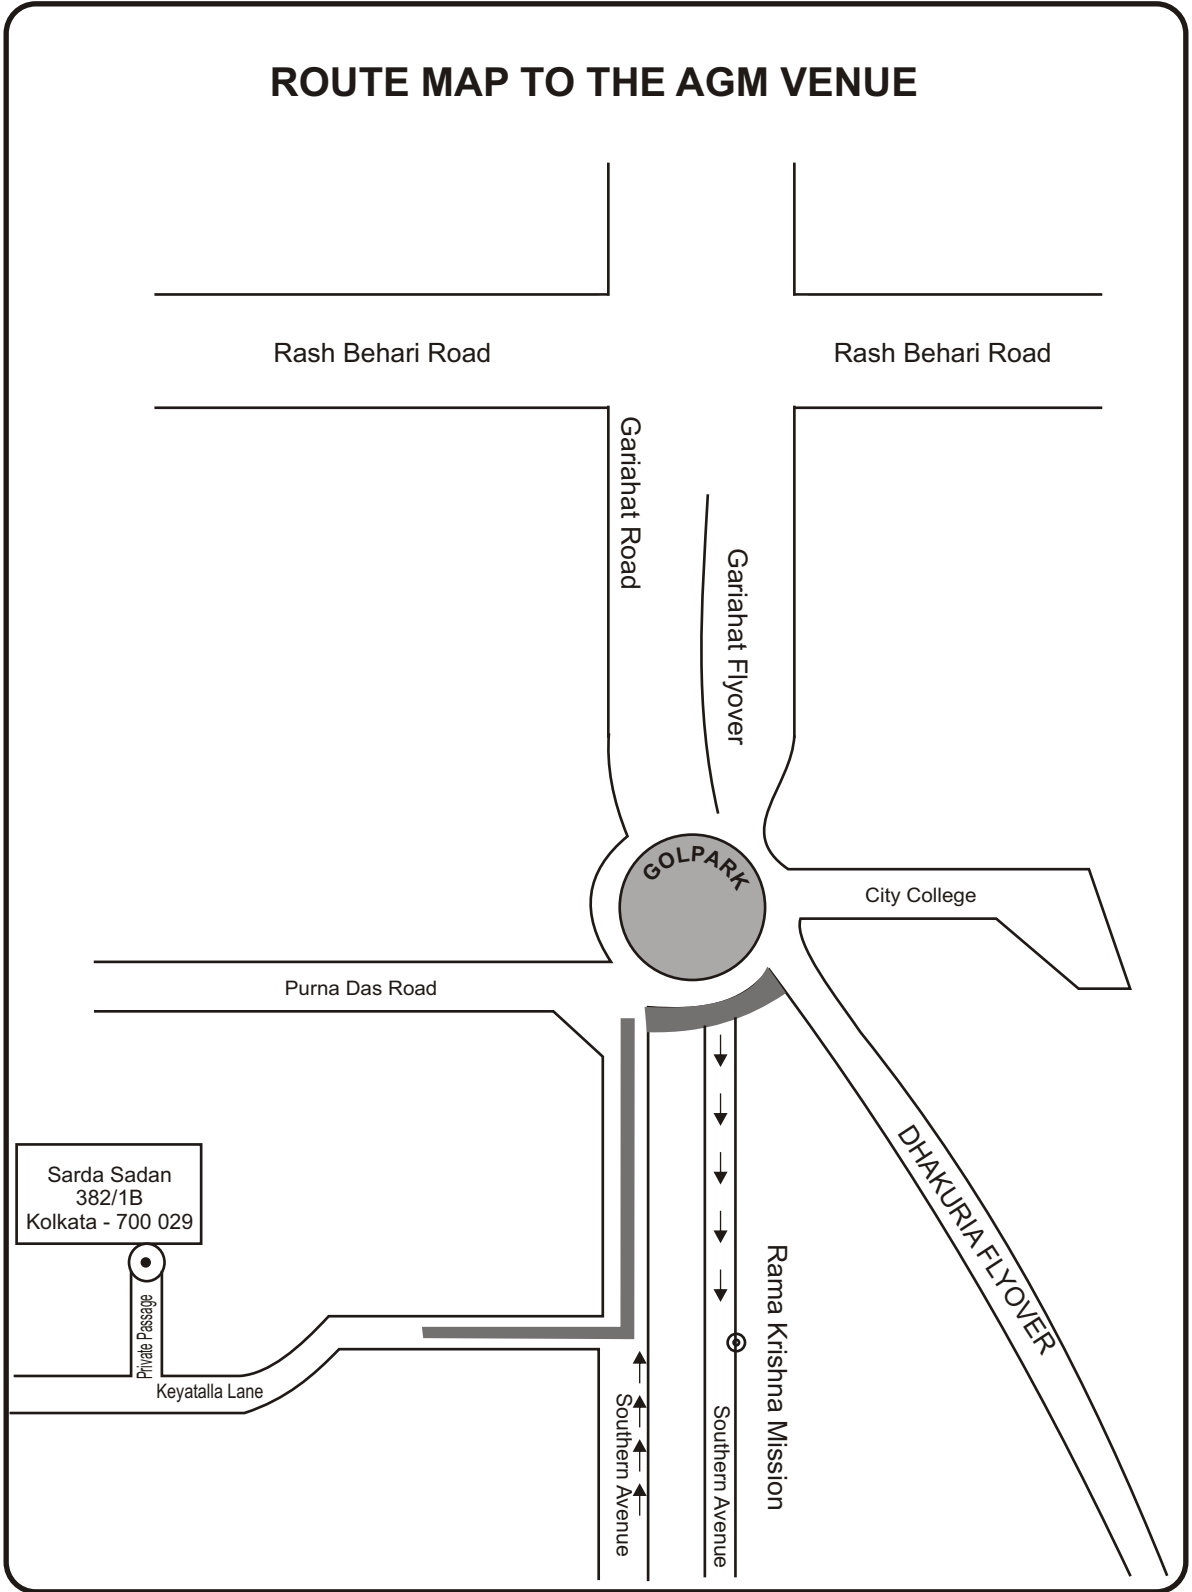 ROUTE MAP TO THE AGM VENUE
Rash Behari Road
Rash Behari Road
Gariahat Road
Gariahat Flyover
GOLPARK
City College
Purna Das Road
DHAKURIA FLYOVER
Sarda Sadan
382/1B
Kolkata - 700 029
Private Passage
Keyatalla Lane
Rama Krishna Mission
Southern Avenue
Southern Avenue